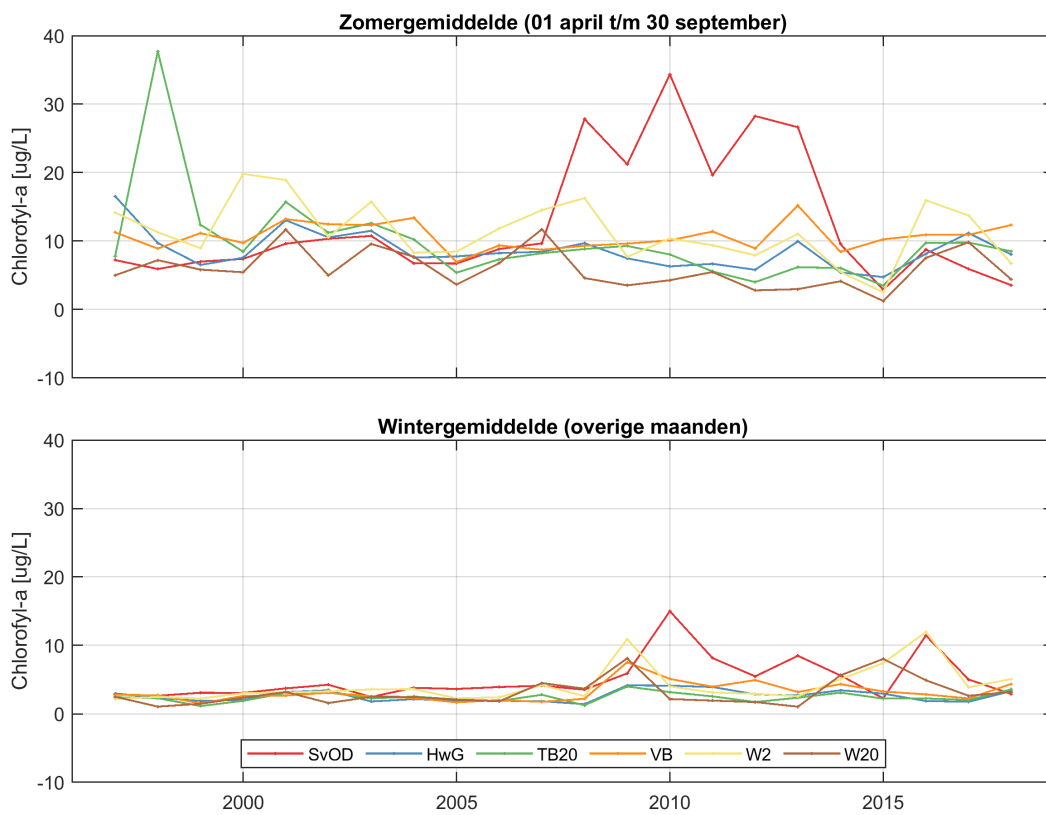 Zomergemiddelde (01 april t/m 30 september)
40
30
20
10
0
-10
Chlorofyl-a [ug/L]
Wintergemiddelde (overige maanden)
40
30
20
10
0
-10
Chlorofyl-a [ug/L]
SvOD HwG TB20 VB W2 W20
2000 2005 2010 2015